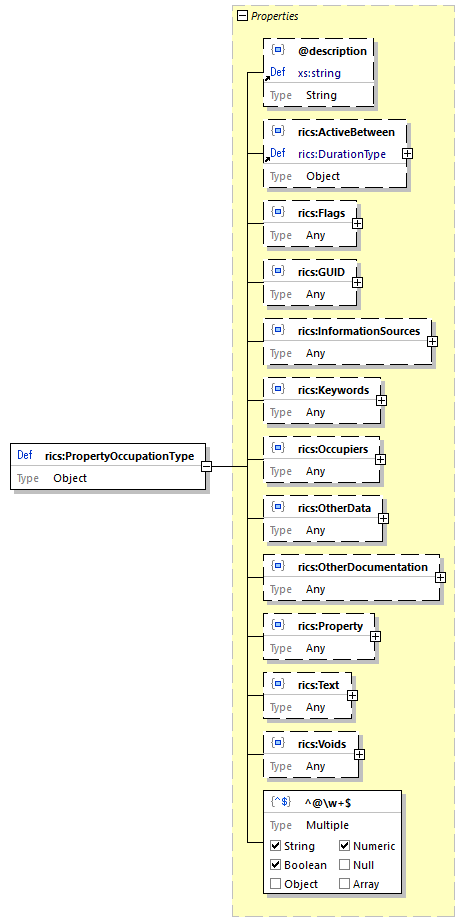 Properties
@description
Def xs:string
Type String
rics:ActiveBetween
Def rics:DurationType
Type Object
rics:Flags
Type Any
rics:GUID
Type Any
rics:InformationSources
Type Any
rics:Keywords
Type Any
Def rics:PropertyOccupationType
Type Object
rics:Occupiers
Type Any
rics:OtherData
Type Any
rics:OtherDocumentation
Type Any
rics:Property
Type Any
rics:Text
Type Any
rics:Voids
Type Any
{^$} ^@\w+$
Type Multiple
String Numeric
Boolean Null
Object Array